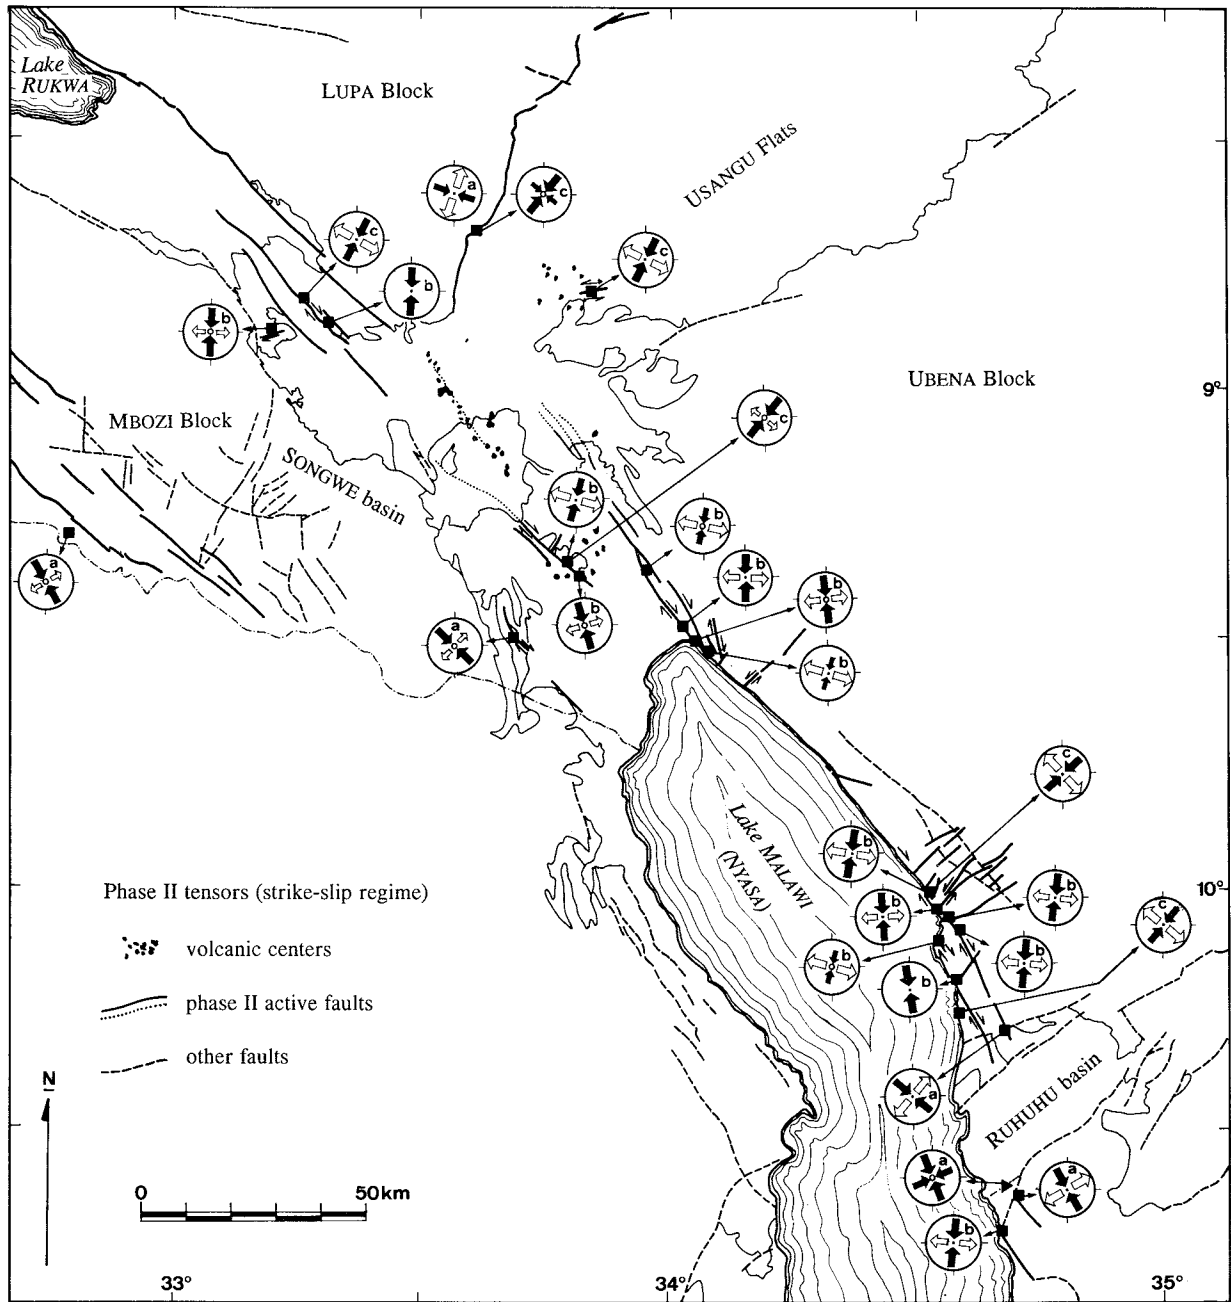 Lake
RUKWA
LUPA Block
USANGU Flats
a
c
c
c
b
b
9°
UBENA Block
MBOZI Block
c
SONGWE basin
b
b
a
b
b
b
a
b
c
Lake MALAWI
(NYASA)
b
b
10°
b
c
b
b
b
Phase II tensors (strike-slip regime)
volcanic centers
phase II active faults
other faults
N
a
RUHUHU basin
a
a
b
0 50km
33° 34° 35°